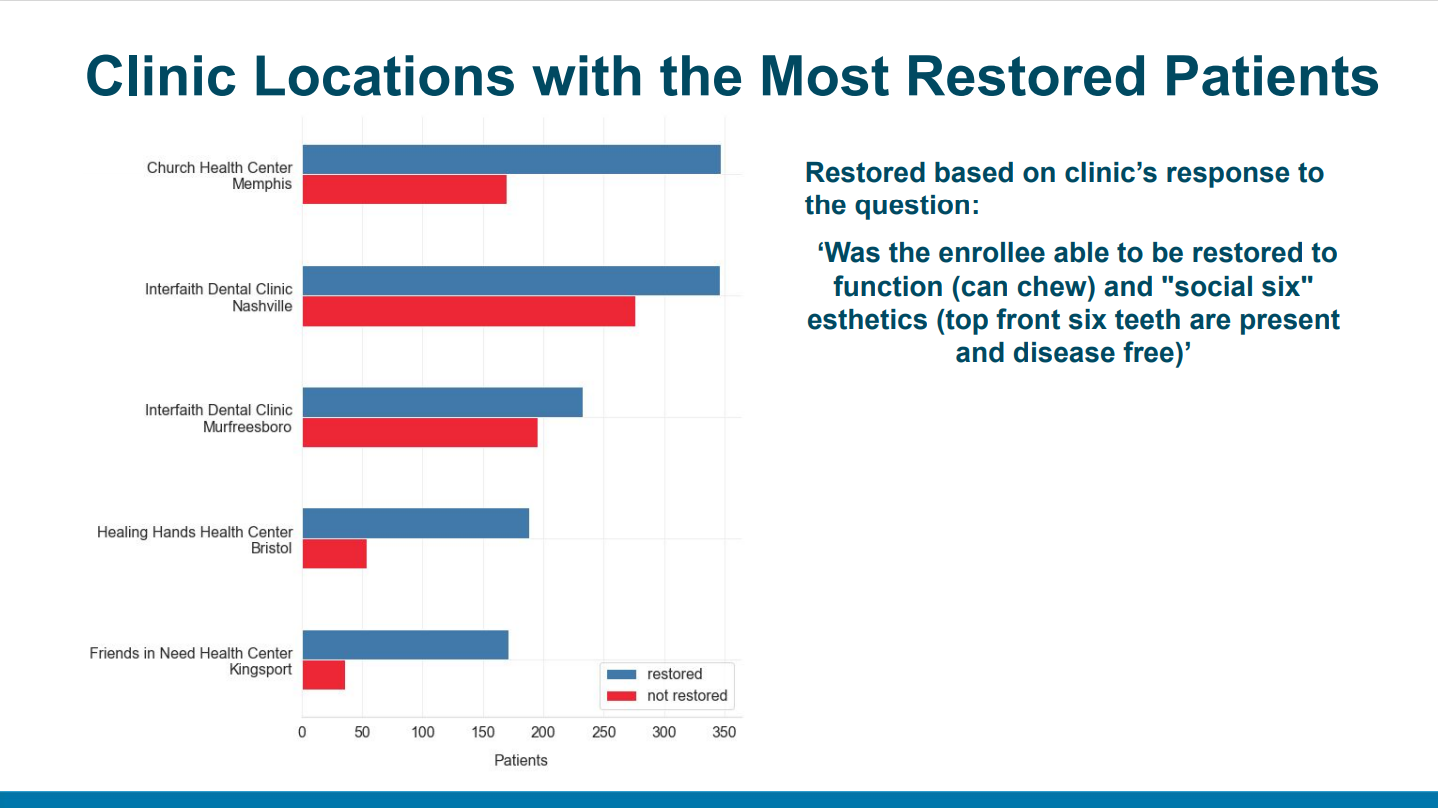 Clinic Locations with the Most Restored Patients
Church Health Center
Memphis
Interfaith Dental Clinic
Nashville
Interfaith Dental Clinic
Murfreesboro
Healing Hands Health Center
Bristol
Friends in Need Health Center
Kingsport
restored
not restored
0 50 100 150 200 250 300 350
Patients
Restored based on clinic’s response to
the question:
‘Was the enrollee able to be restored to
function (can chew) and "social six"
esthetics (top front six teeth are present
and disease free)’